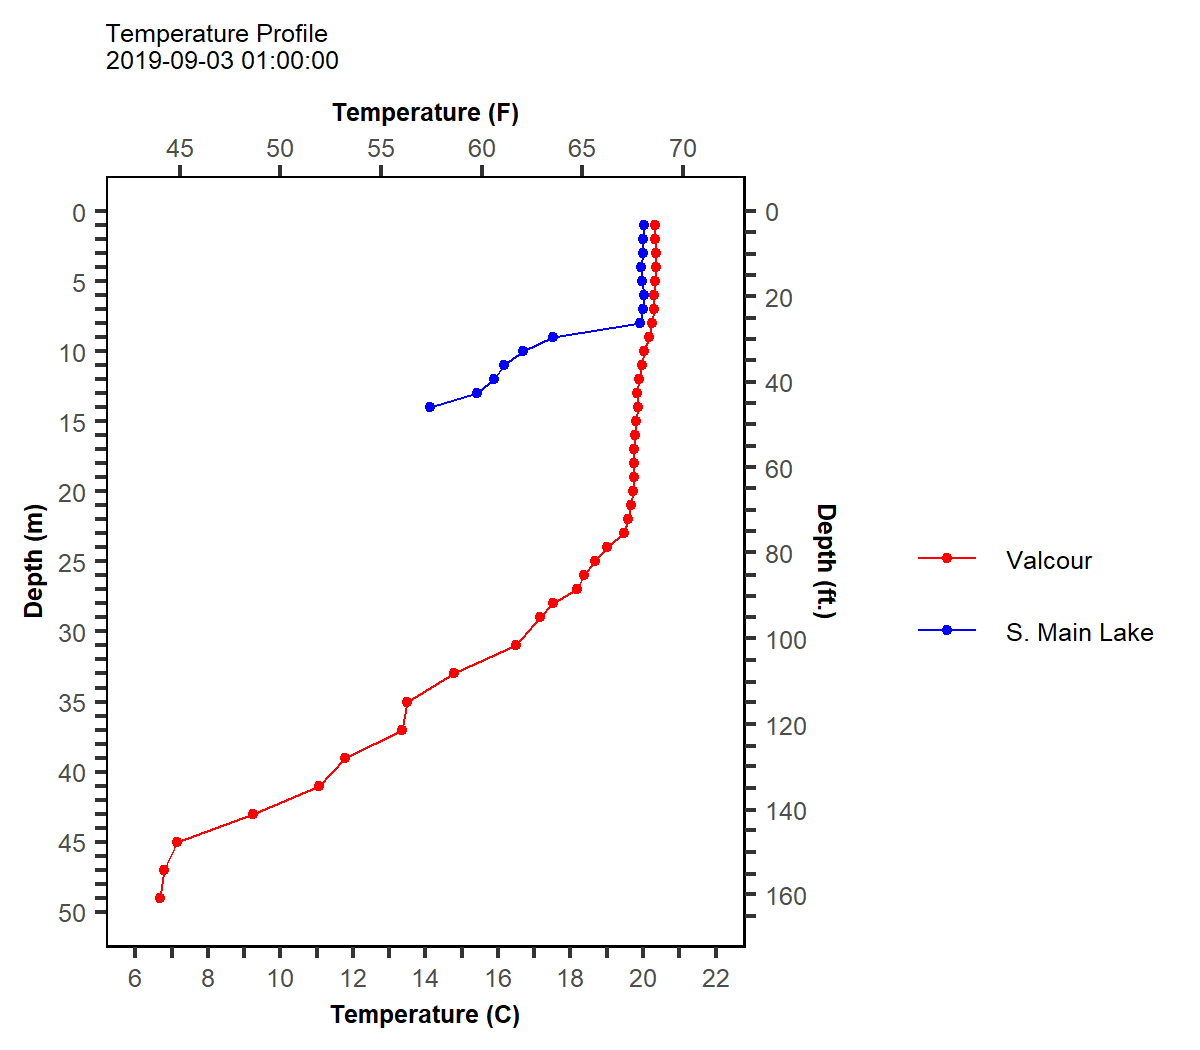 Temperature Profile
2019-09-03 01:00:00
Temperature (F)
45 50 55 60 65 70
0
5
10
15
20
25
30
35
40
45
50
Depth (m)
0
20
40
60
80
100
120
140
160
Depth (ft.)
6 8 10 12 14 16 18 20 22
Temperature (C)
Valcour
S. Main Lake